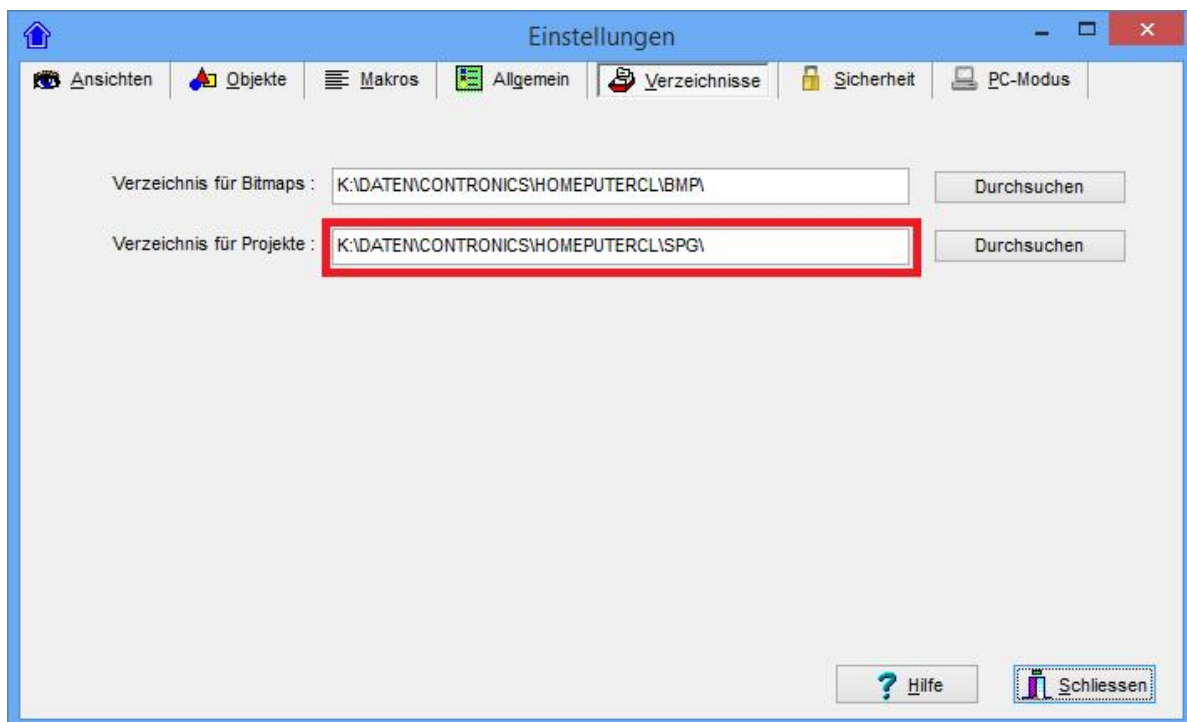 Einstellungen
Ansichten Objekte Makros Allgemein Verzeichnisse Sicherheit PC-Modus
Verzeichnis für Bitmaps : K:\DATEN\CONTRONICS\HOMEPUTERCL\BMP\ Durchsuchen
Verzeichnis für Projekte : K:\DATEN\CONTRONICS\HOMEPUTERCL\SPG\ Durchsuchen
? Hilfe Schliessen